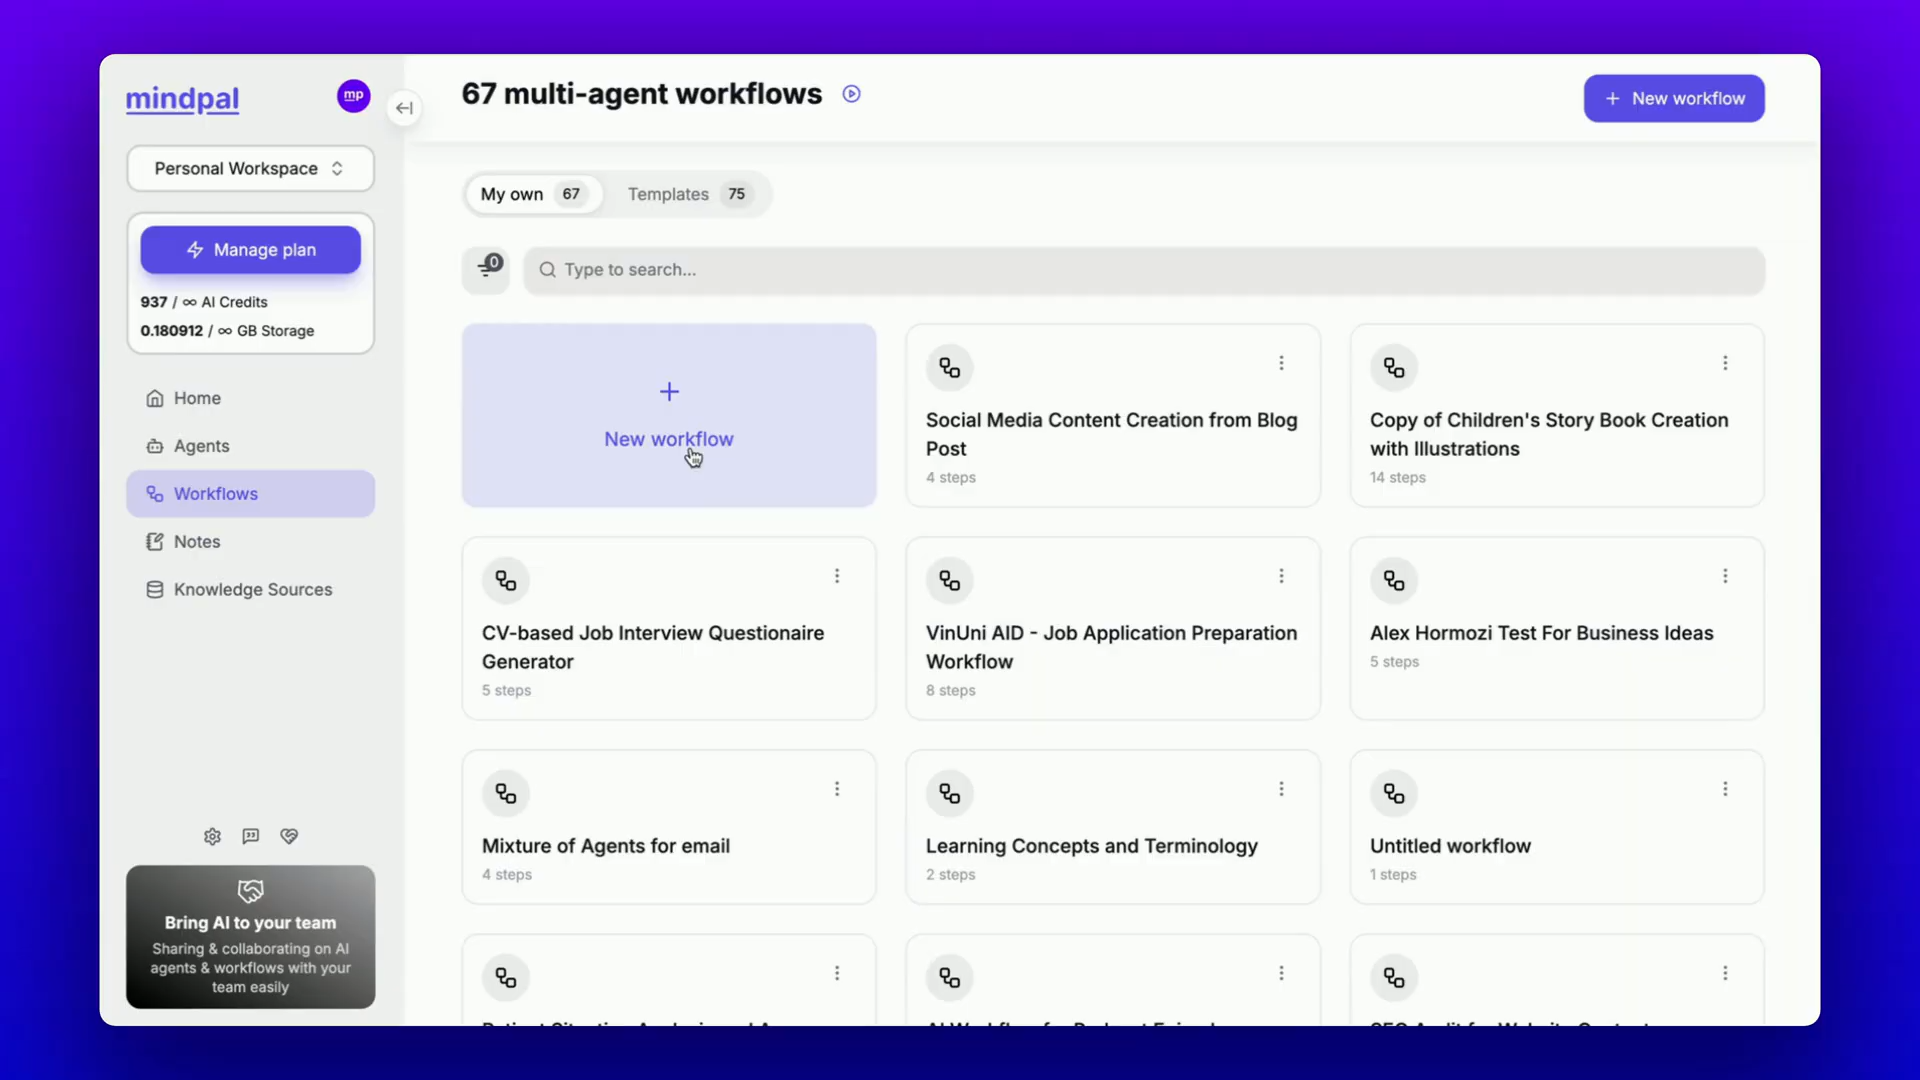 mindpal
mp
Personal Workspace
Manage plan
937 / ∞ AI Credits
0.180912 / ∞ GB Storage
Home
Agents
Workflows
Notes
Knowledge Sources
Bring AI to your team
Sharing & collaborating on AI
agents & workflows with your
team easily
67 multi-agent workflows
+ New workflow
My own 67
Templates 75
0
Type to search...
+
New workflow
Social Media Content Creation from Blog
Post
4 steps
Copy of Children's Story Book Creation
with Illustrations
14 steps
CV-based Job Interview Questionaire
Generator
5 steps
VinUni AID - Job Application Preparation
Workflow
8 steps
Alex Hormozi Test For Business Ideas
5 steps
Mixture of Agents for email
4 steps
Learning Concepts and Terminology
2 steps
Untitled workflow
1 steps